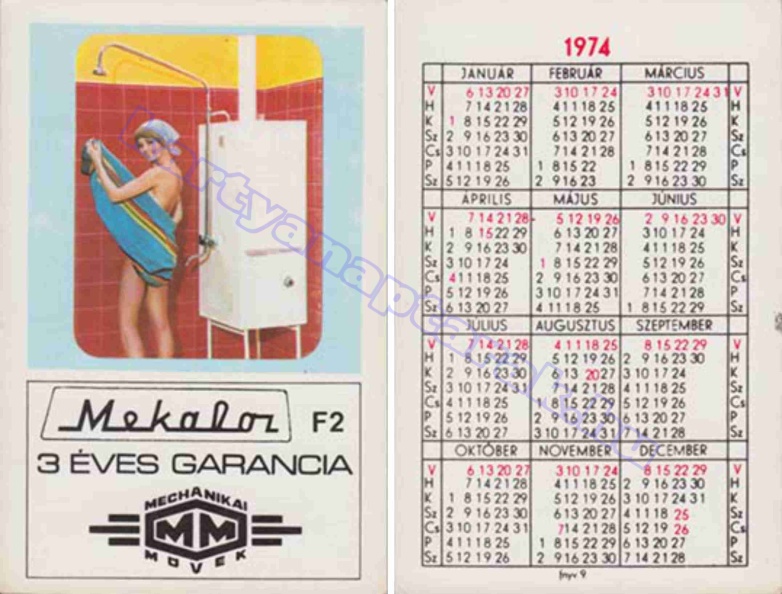 Mekalor F2
3 ÉVES GARANCIA
MECHANIKAI
MM
MŰVEK
1974
JANUÁR FEBRUÁR MÁRCIUS
V 6 13 20 27 3 10 17 24 3 10 17 24 31 V
H 7 14 21 28 4 11 18 25 4 11 18 25 H
K 1 8 15 22 29 5 12 19 26 5 12 19 26 K
Sz 2 9 16 23 30 6 13 20 27 6 13 20 27 Sz
Cs 3 10 17 24 31 7 14 21 28 7 14 21 28 Cs
P 4 11 18 25 1 8 15 22 1 8 15 22 29 P
Sz 5 12 19 26 2 9 16 23 2 9 16 23 30 Sz
ÁPRILIS MÁJUS JÚNIUS
V 7 14 21 28 5 12 19 26 2 9 16 23 30 V
H 1 8 15 22 29 6 13 20 27 3 10 17 24 H
K 2 9 16 23 30 7 14 21 28 4 11 18 25 K
Sz 3 10 17 24 1 8 15 22 29 5 12 19 26 Sz
Cs 4 11 18 25 2 9 16 23 30 6 13 20 27 Cs
P 5 12 19 26 3 10 17 24 31 7 14 21 28 P
Sz 6 13 20 27 4 11 18 25 1 8 15 22 29 Sz
JÚLIUS AUGUSZTUS SZEPTEMBER
V 7 14 21 28 4 11 18 25 1 8 15 22 29 V
H 1 8 15 22 29 5 12 19 26 2 9 16 23 30 H
K 2 9 16 23 30 6 13 20 27 3 10 17 24 K
Sz 3 10 17 24 31 7 14 21 28 4 11 18 25 Sz
Cs 4 11 18 25 1 8 15 22 29 5 12 19 26 Cs
P 5 12 19 26 2 9 16 23 30 6 13 20 27 P
Sz 6 13 20 27 3 10 17 24 31 7 14 21 28 Sz
OKTÓBER NOVEMBER DECEMBER
V 6 13 20 27 3 10 17 24 1 8 15 22 29 V
H 7 14 21 28 4 11 18 25 2 9 16 23 30 H
K 1 8 15 22 29 5 12 19 26 3 10 17 24 31 K
Sz 2 9 16 23 30 6 13 20 27 4 11 18 25 Sz
Cs 3 10 17 24 31 7 14 21 28 5 12 19 26 Cs
P 4 11 18 25 1 8 15 22 29 6 13 20 27 P
Sz 5 12 19 26 2 9 16 23 30 7 14 21 28 Sz
fnyv 9